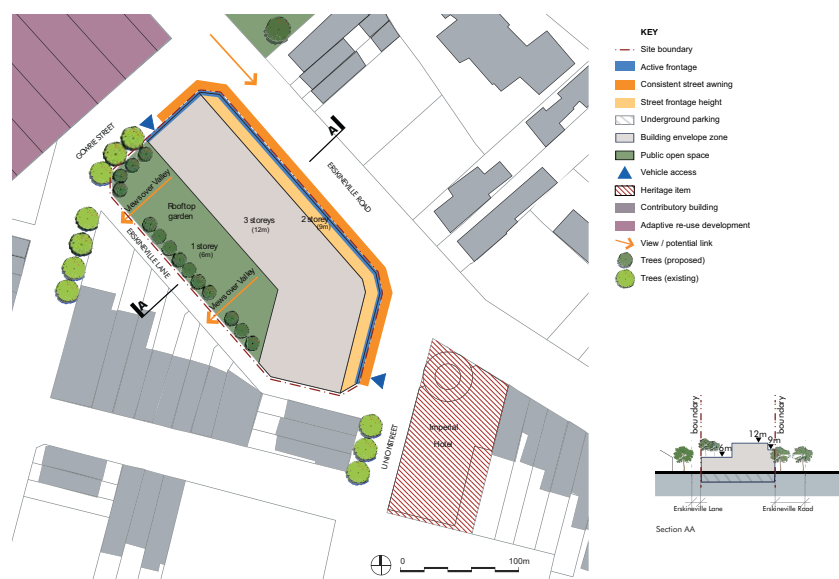 GOWRIE STREET
ERSKINEVILLE ROAD
ERSKINEVILLE LANE
UNION STREET
A
A
Views over Valley
Rooftop
garden
3 storeys
(12m)
2 storey
(9m)
1 storey
(6m)
Views over Valley
Imperial
Hotel
0
100m
KEY
Site boundary
Active frontage
Consistent street awning
Street frontage height
Underground parking
Building envelope zone
Public open space
Vehicle access
Heritage item
Contributory building
Adaptive re-use development
View / potential link
Trees (proposed)
Trees (existing)
boundary
boundary
12m
9m
6m
Erskineville Lane
Erskineville Road
Section AA